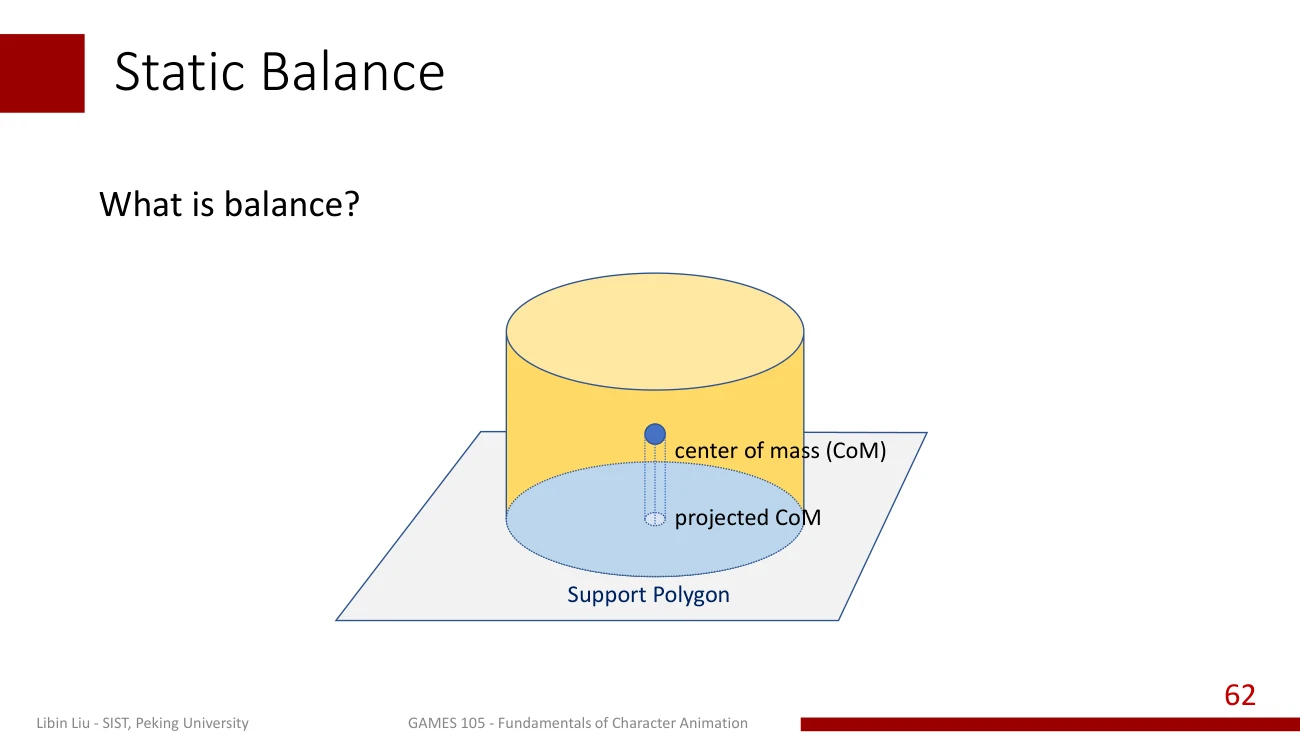 Static Balance
What is balance?
center of mass (CoM)
projected CoM
Support Polygon
62
Libin Liu - SIST, Peking University
GAMES 105 - Fundamentals of Character Animation